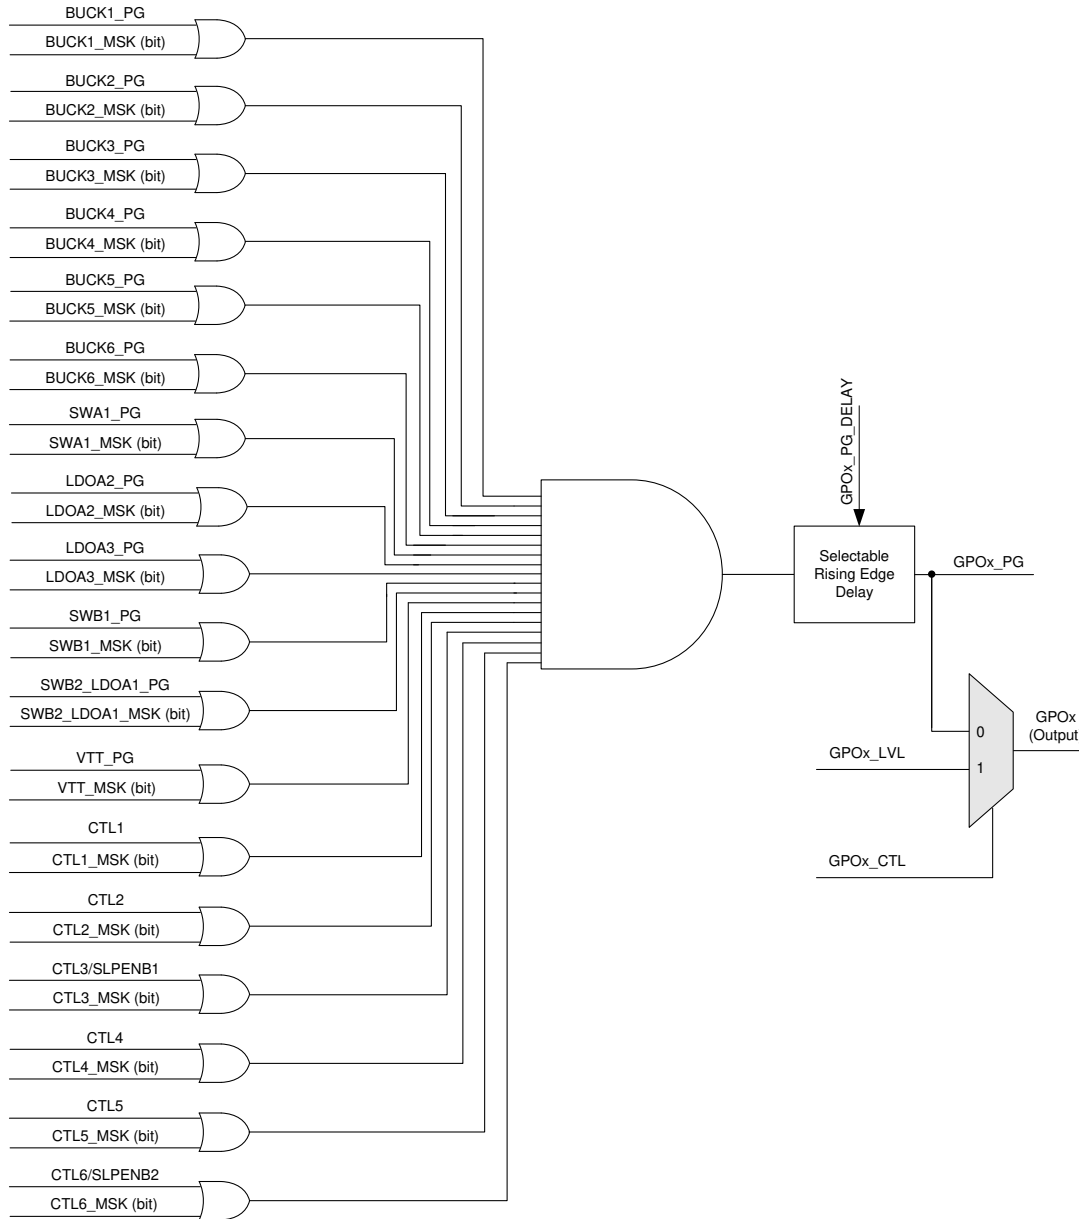 BUCK1_PG
BUCK1_MSK (bit)
BUCK2_PG
BUCK2_MSK (bit)
BUCK3_PG
BUCK3_MSK (bit)
BUCK4_PG
BUCK4_MSK (bit)
BUCK5_PG
BUCK5_MSK (bit)
BUCK6_PG
BUCK6_MSK (bit)
SWA1_PG
SWA1_MSK (bit)
LDOA2_PG
LDOA2_MSK (bit)
LDOA3_PG
LDOA3_MSK (bit)
SWB1_PG
SWB1_MSK (bit)
SWB2_LDOA1_PG
SWB2_LDOA1_MSK (bit)
VTT_PG
VTT_MSK (bit)
CTL1
CTL1_MSK (bit)
CTL2
CTL2_MSK (bit)
CTL3/SLPENB1
CTL3_MSK (bit)
CTL4
CTL4_MSK (bit)
CTL5
CTL5_MSK (bit)
CTL6/SLPENB2
CTL6_MSK (bit)
GPOx_PG_DELAY
Selectable
Rising Edge
Delay
GPOx_PG
0
1
GPOx_LVL
GPOx_CTL
GPOx
(Output